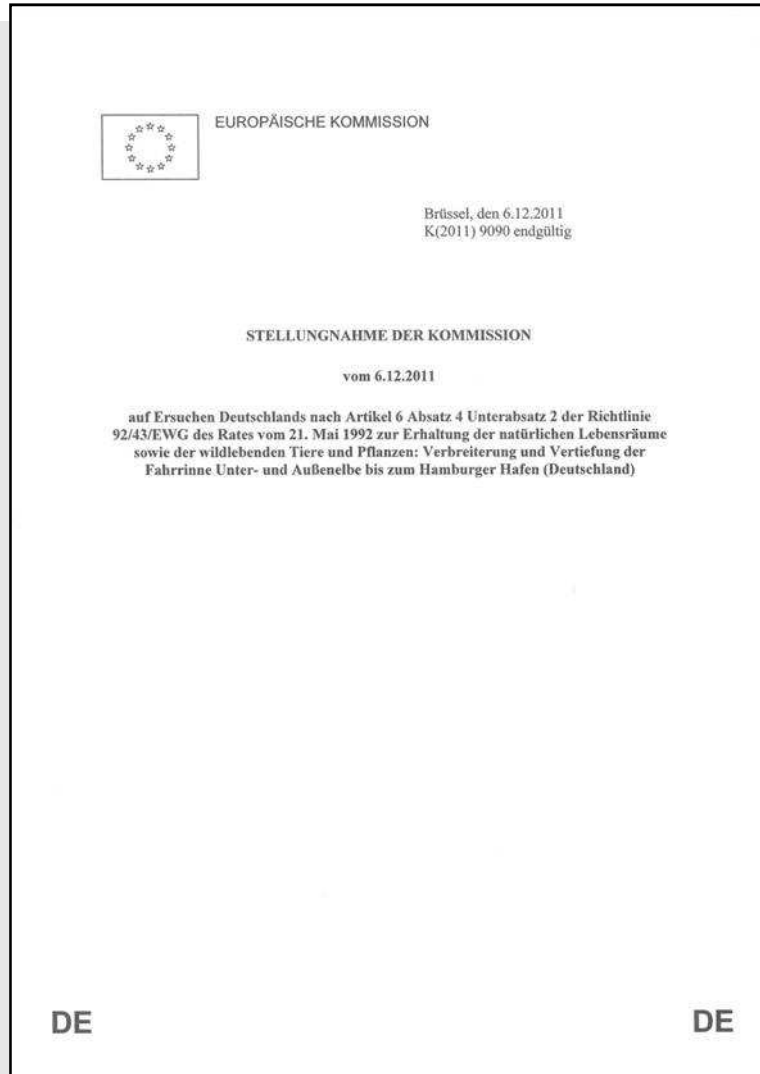 EUROPÄISCHE KOMMISSION
Brüssel, den 6.12.2011
K(2011) 9090 endgültig
STELLUNGNAHME DER KOMMISSION
vom 6.12.2011
auf Ersuchen Deutschlands nach Artikel 6 Absatz 4 Unterabsatz 2 der Richtlinie
92/43/EWG des Rates vom 21. Mai 1992 zur Erhaltung der natürlichen Lebensräume
sowie der wildlebenden Tiere und Pflanzen: Verbreiterung und Vertiefung der
Fahrrinne Unter- und Außenelbe bis zum Hamburger Hafen (Deutschland)
DE
DE